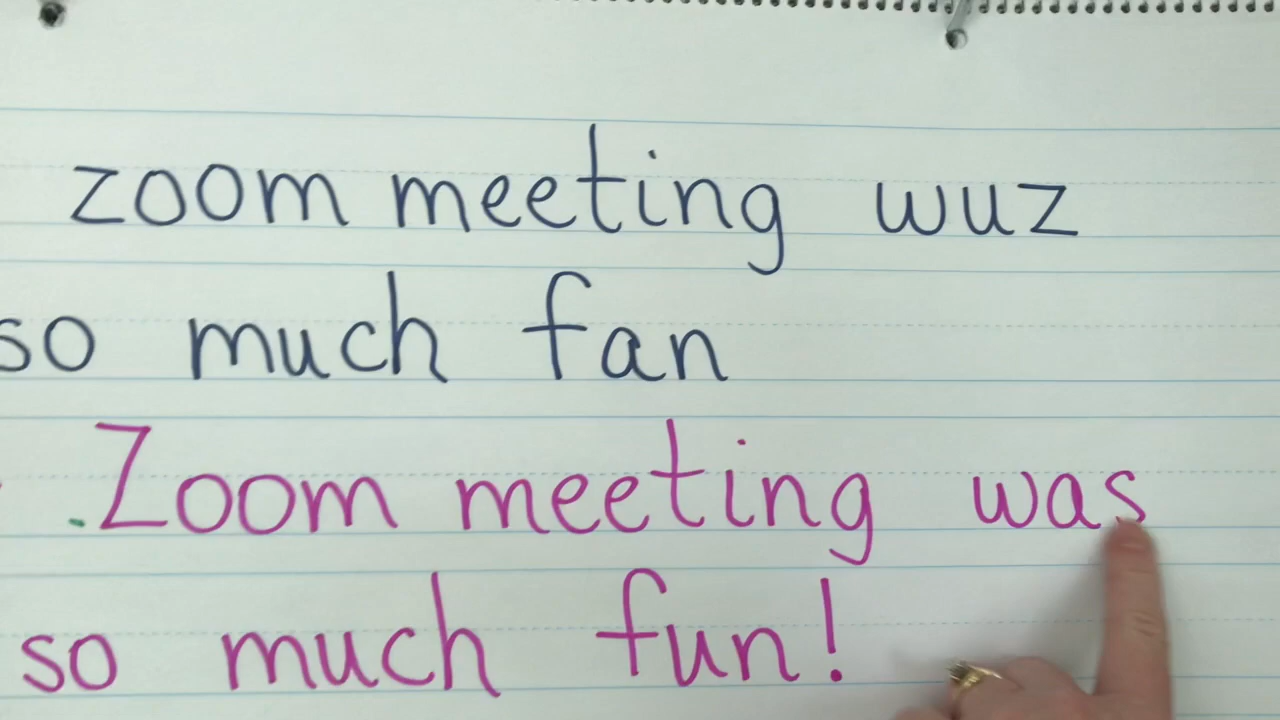 zoom meeting wuz
so much fan
.Zoom meeting was
so much fun!